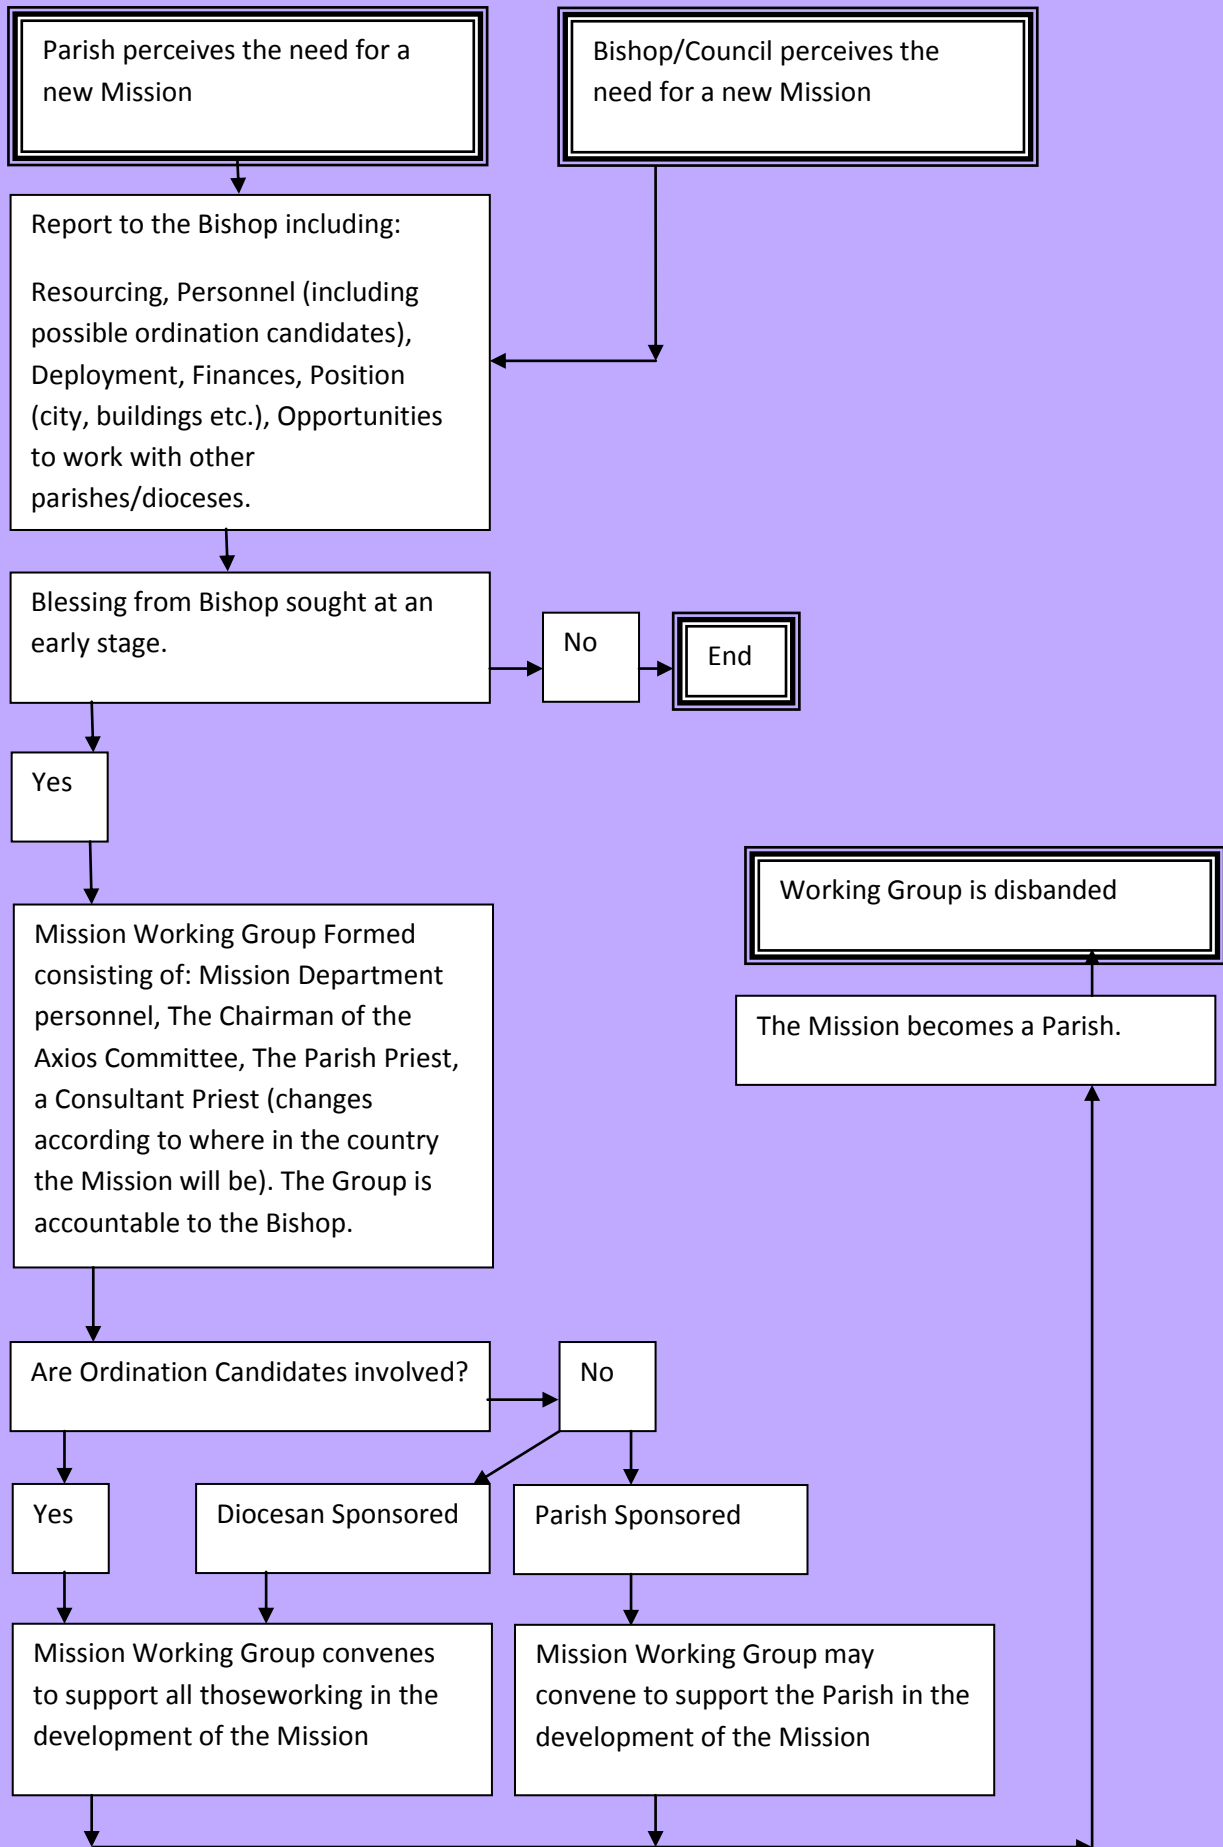 Parish perceives the need for a
new Mission
Bishop/Council perceives the
need for a new Mission
Report to the Bishop including:
Resourcing, Personnel (including
possible ordination candidates),
Deployment, Finances, Position
(city, buildings etc.), Opportunities
to work with other
parishes/dioceses.
Blessing from Bishop sought at an
early stage.
No
End
Yes
Mission Working Group Formed
consisting of: Mission Department
personnel, The Chairman of the
Axios Committee, The Parish Priest,
a Consultant Priest (changes
according to where in the country
the Mission will be). The Group is
accountable to the Bishop.
Working Group is disbanded
The Mission becomes a Parish.
Are Ordination Candidates involved?
No
Yes
Diocesan Sponsored
Parish Sponsored
Mission Working Group convenes
to support all thoseworking in the
development of the Mission
Mission Working Group may
convene to support the Parish in the
development of the Mission